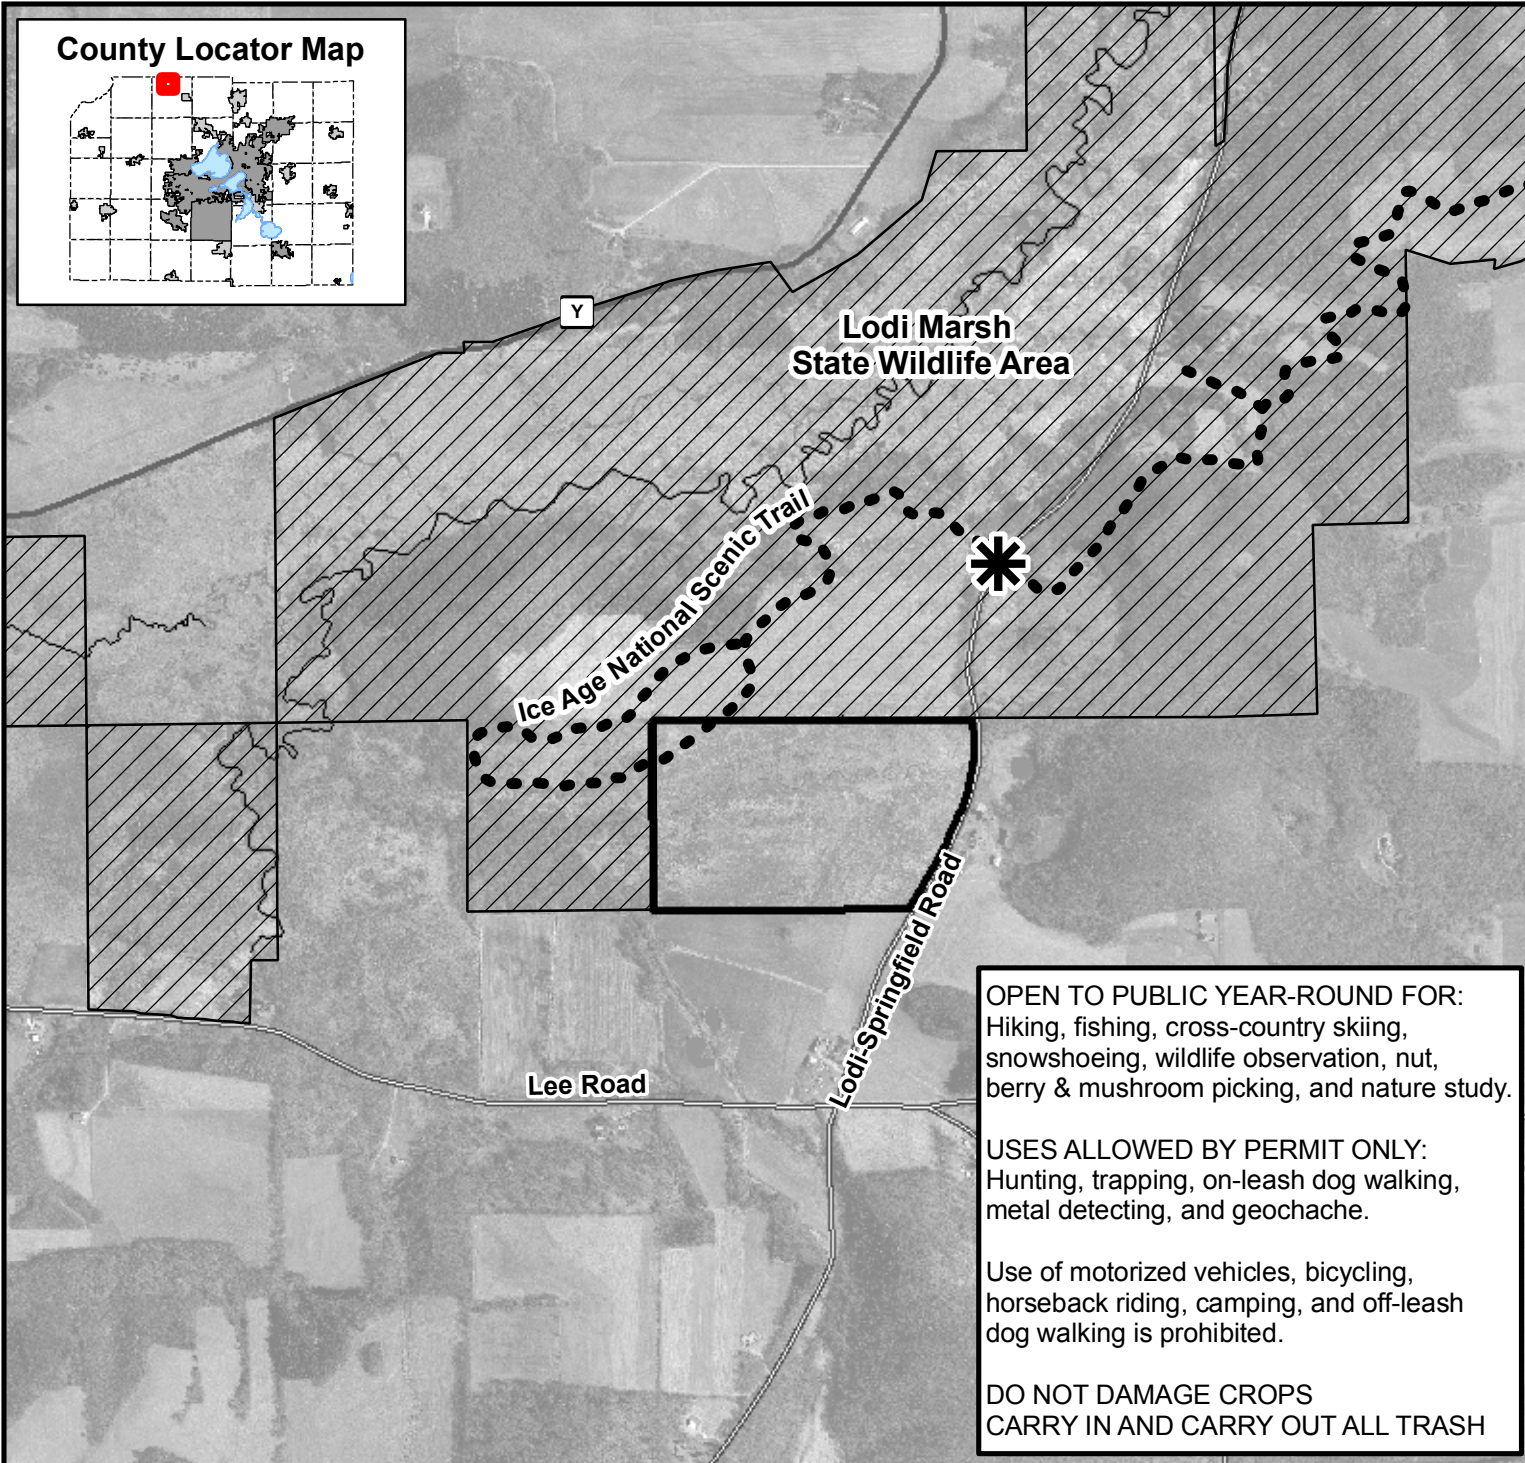 County Locator Map
Y
Lodi Marsh
State Wildlife Area
Ice Age National Scenic Trail
Lodi-Springfield Road
Lee Road
OPEN TO PUBLIC YEAR-ROUND FOR:
Hiking, fishing, cross-country skiing,
snowshoeing, wildlife observation, nut,
berry & mushroom picking, and nature study.
USES ALLOWED BY PERMIT ONLY:
Hunting, trapping, on-leash dog walking,
metal detecting, and geochache.
Use of motorized vehicles, bicycling,
horseback riding, camping, and off-leash
dog walking is prohibited.
DO NOT DAMAGE CROPS
CARRY IN AND CARRY OUT ALL TRASH